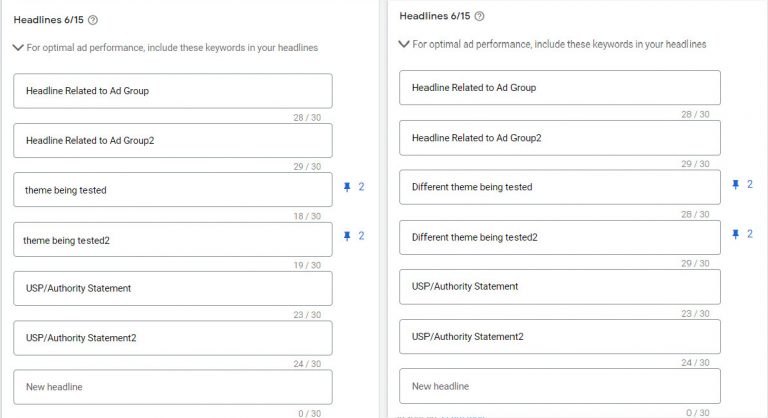 Headlines 6/15
For optimal ad performance, include these keywords in your headlines
Headline Related to Ad Group
28 / 30
Headline Related to Ad Group2
29 / 30
theme being tested
2
18 / 30
theme being tested2
2
19 / 30
USP/Authority Statement
23 / 30
USP/Authority Statement2
24 / 30
New headline
0 / 30
Headlines 6/15
For optimal ad performance, include these keywords in your headlines
Headline Related to Ad Group
28 / 30
Headline Related to Ad Group2
29 / 30
Different theme being tested
2
28 / 30
Different theme being tested2
2
29 / 30
USP/Authority Statement
23 / 30
USP/Authority Statement2
24 / 30
New headline
0 / 30